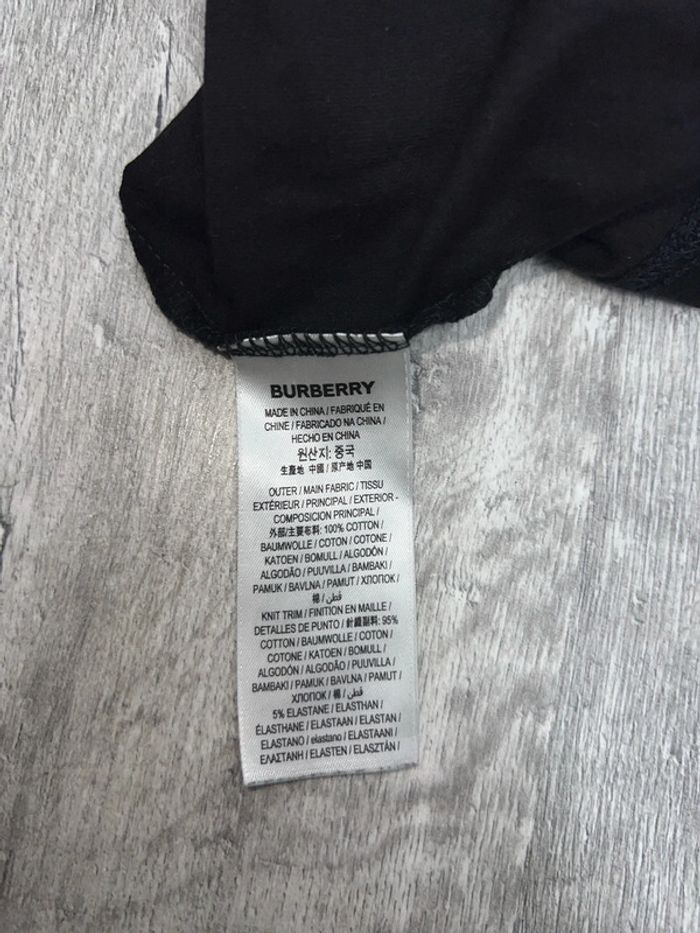 BURBERRY
MADE IN CHINA / FABRIQUÉ EN
CHINE / FABRICADO NA CHINA /
HECHO EN CHINA
원산지: 중국
生產地 中國 / 原产地 中国
OUTER / MAIN FABRIC / TISSU
EXTÉRIEUR / PRINCIPAL / EXTERIOR -
COMPOSICION PRINCIPAL /
外部/主要布料: 100% COTTON /
BAUMWOLLE / COTON / COTONE /
KATOEN / BOMULL / ALGODÓN /
ALGODÃO / PUUVILLA / BAMBAKI /
PAMUK / BAVLNA / PAMUT / ХЛОПОК /
棉 / قطن /
KNIT TRIM / FINITION EN MAILLE /
DETALLES DE PUNTO / 針織副料: 95%
COTTON / BAUMWOLLE / COTON /
COTONE / KATOEN / BOMULL /
ALGODÓN / ALGODÃO / PUUVILLA /
BAMBAKI / PAMUK / BAVLNA / PAMUT /
ХЛОПОК / 棉 / قطن /
5% ELASTANE / ELASTHAN /
ÉLASTHANE / ELASTAAN / ELASTAN /
ELASTANO / elastano / ELASTAANI /
ΕΛΑΣΤΑΝΗ / ELASTEN / ELASZTÁN /